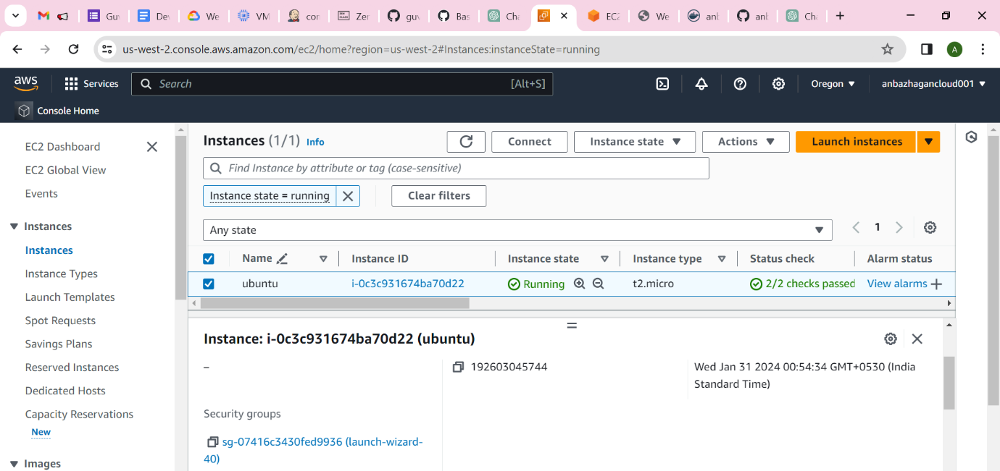 Gu
De
We
VM
cor
Zer
guv
Bas
Cha
EC2
We
anb
anb
Cha
us-west-2.console.aws.amazon.com/ec2/home?region=us-west-2#Instances:instanceState=running
A
aws
Services
Search
[Alt+S]
Oregon
anbazhagancloud001
Console Home
EC2 Dashboard
EC2 Global View
Events
Instances
Instances
Instance Types
Launch Templates
Spot Requests
Savings Plans
Reserved Instances
Dedicated Hosts
Capacity Reservations
New
Images
Instances (1/1) Info
Connect
Instance state
Actions
Launch instances
Find Instance by attribute or tag (case-sensitive)
Instance state = running
Clear filters
Any state
1
Name Instance ID Instance state Instance type Status check Alarm status
ubuntu i-0c3c931674ba70d22 Running t2.micro 2/2 checks passed View alarms
Instance: i-0c3c931674ba70d22 (ubuntu)
–
192603045744
Wed Jan 31 2024 00:54:34 GMT+0530 (India
Standard Time)
Security groups
sg-07416c3430fed9936 (launch-wizard-
40)